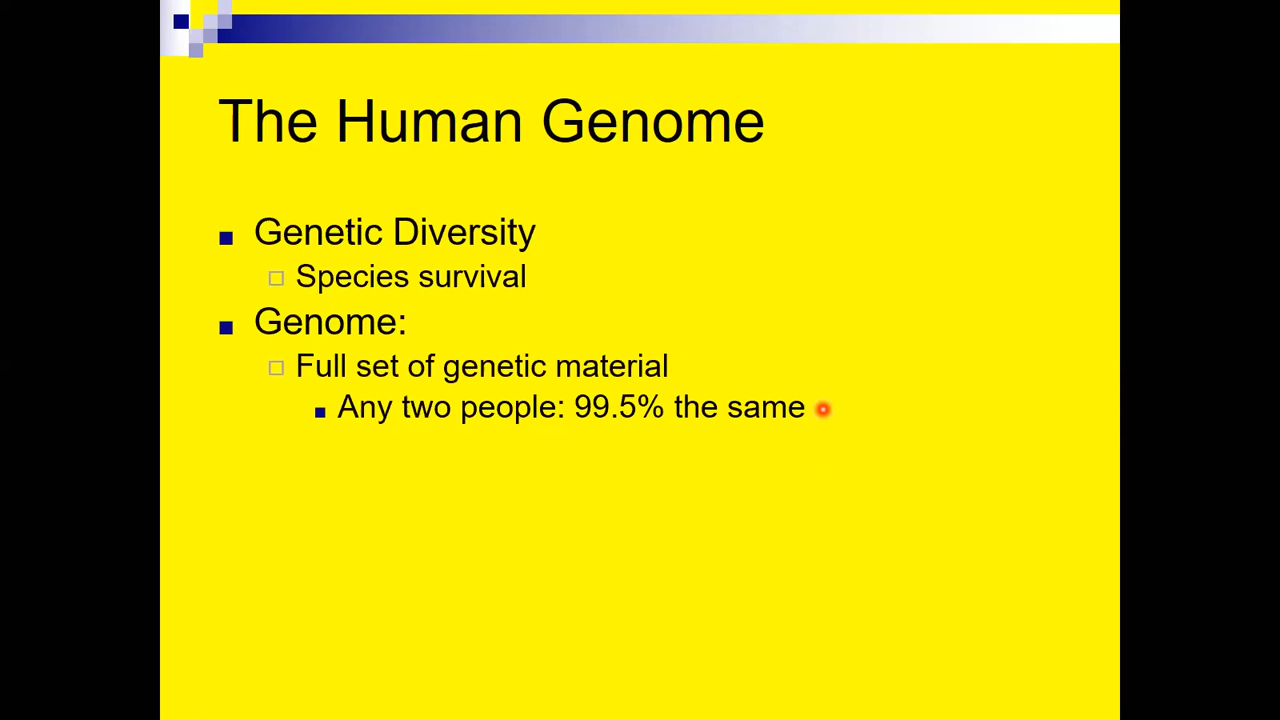 The Human Genome
Genetic Diversity
Species survival
Genome:
Full set of genetic material
Any two people: 99.5% the same